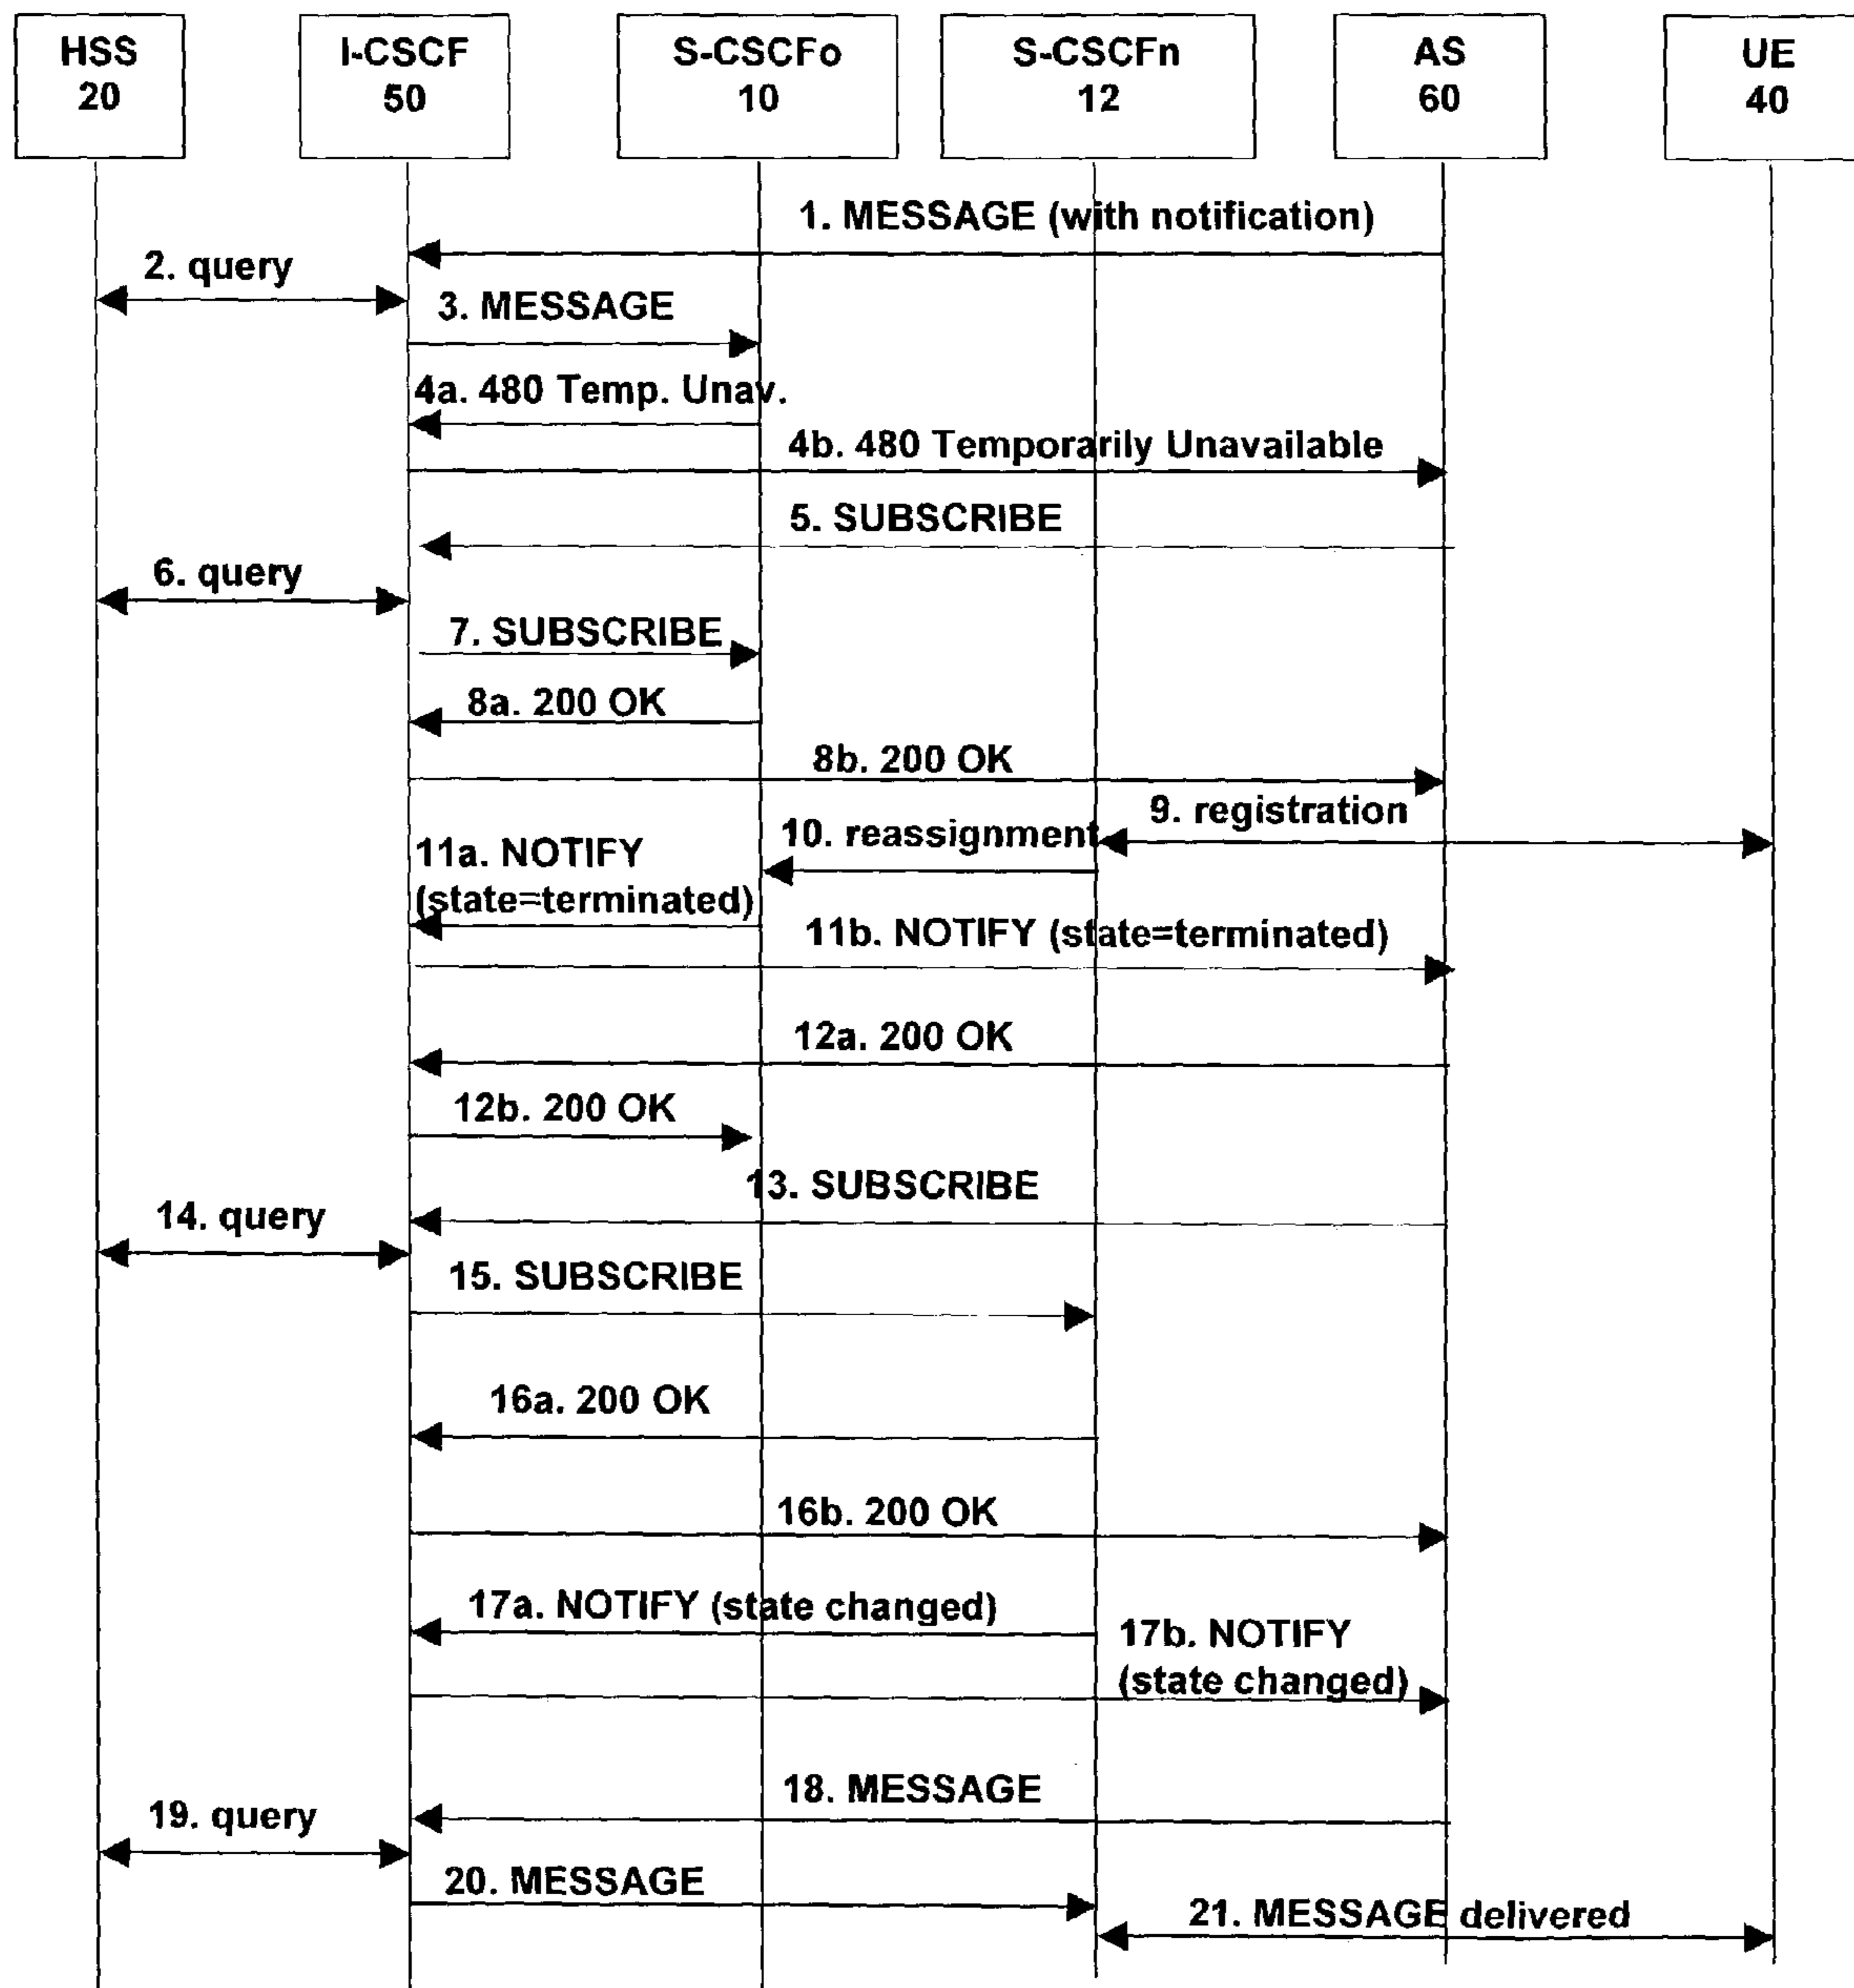 HSS
20
I-CSCF
50
S-CSCFo
10
S-CSCFn
12
AS
60
UE
40
1. MESSAGE (with notification)
2. query
3. MESSAGE
4a. 480 Temp. Unav.
4b. 480 Temporarily Unavailable
5. SUBSCRIBE
6. query
7. SUBSCRIBE
8a. 200 OK
8b. 200 OK
9. registration
10. reassignment
11a. NOTIFY
(state=terminated)
11b. NOTIFY (state=terminated)
12a. 200 OK
12b. 200 OK
13. SUBSCRIBE
14. query
15. SUBSCRIBE
16a. 200 OK
16b. 200 OK
17a. NOTIFY (state changed)
17b. NOTIFY
(state changed)
18. MESSAGE
19. query
20. MESSAGE
21. MESSAGE delivered